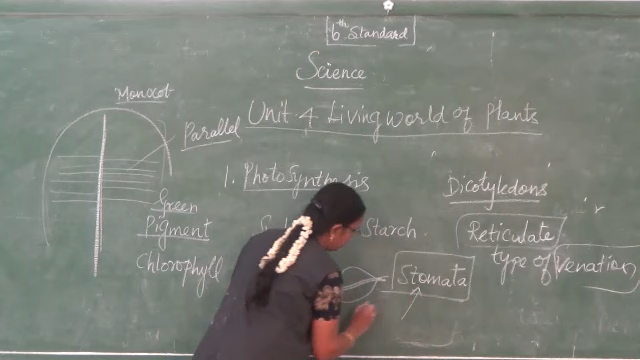 6th Standard
Science
Monocot
Unit 4 Living world of Plants
Parallel
1. Photosynthesis
Dicotyledons
Green
Pigment
Starch.
Reticulate
type of Venation
Chlorophyll
Stomata